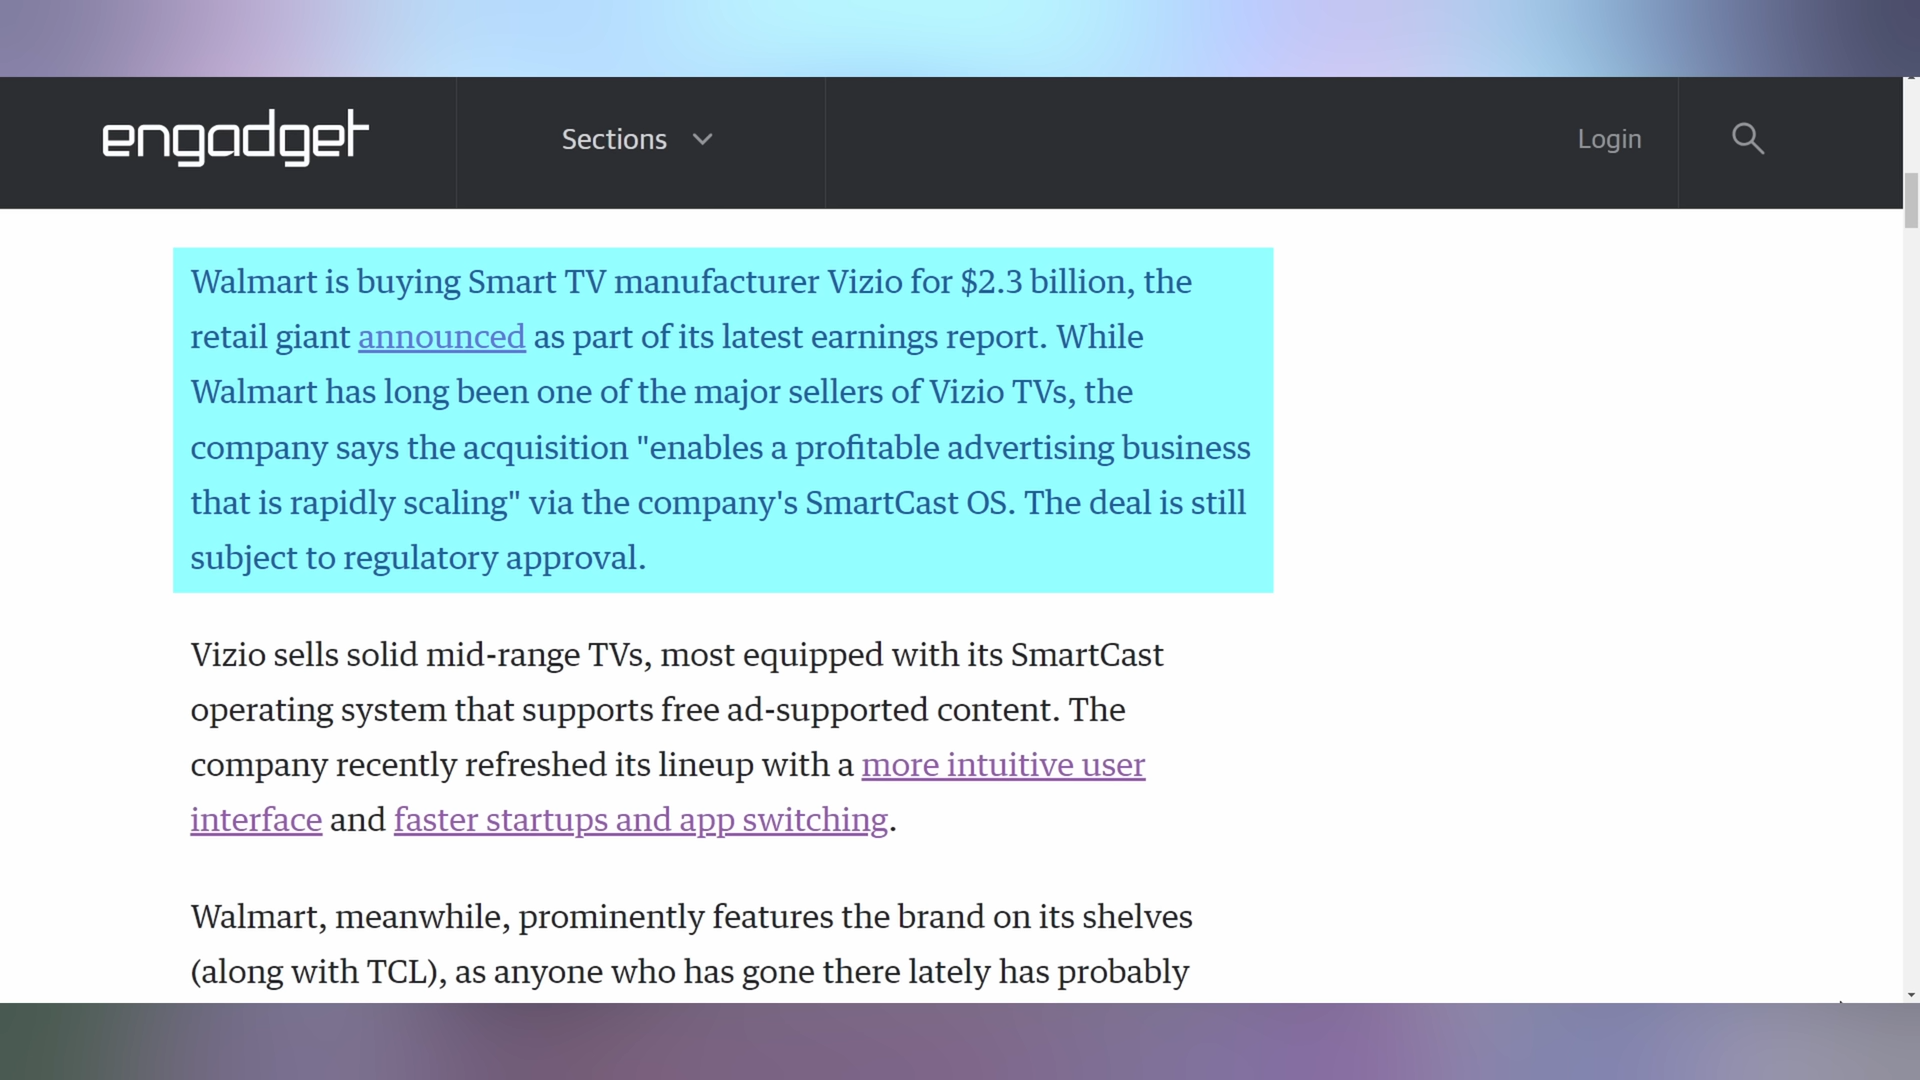 engadget
Sections
Login
Walmart is buying Smart TV manufacturer Vizio for $2.3 billion, the
retail giant announced as part of its latest earnings report. While
Walmart has long been one of the major sellers of Vizio TVs, the
company says the acquisition "enables a profitable advertising business
that is rapidly scaling" via the company's SmartCast OS. The deal is still
subject to regulatory approval.
Vizio sells solid mid-range TVs, most equipped with its SmartCast
operating system that supports free ad-supported content. The
company recently refreshed its lineup with a more intuitive user
interface and faster startups and app switching.
Walmart, meanwhile, prominently features the brand on its shelves
(along with TCL), as anyone who has gone there lately has probably